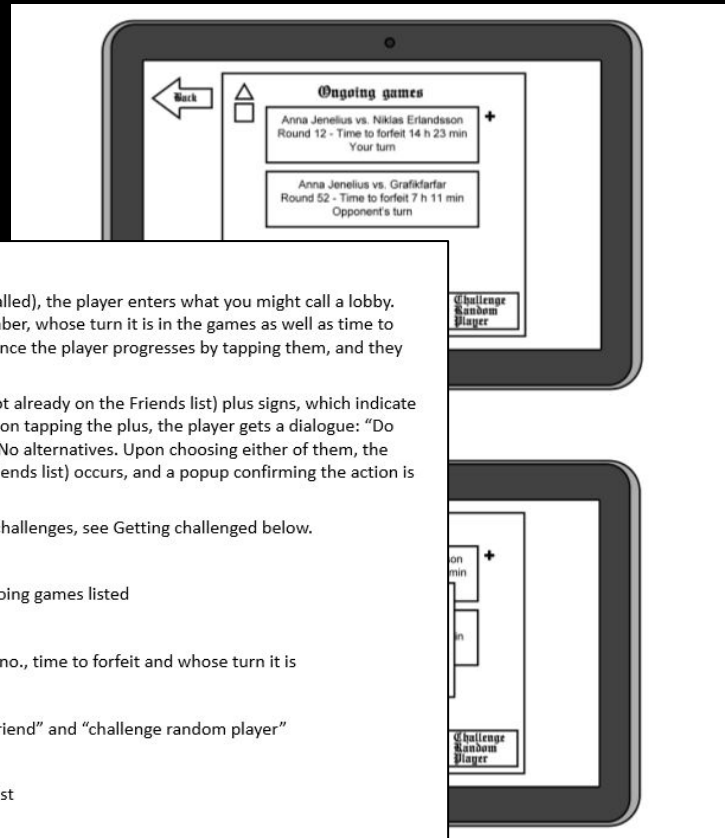 Back
Ongoing games
Anna Jenelius vs. Niklas Erlandsson
Round 12 - Time to forfeit 14 h 23 min
Your turn
Anna Jenelius vs. Grafikfarfar
Round 52 - Time to forfeit 7 h 11 min
Opponent's turn
Challenge
Random
Player
alled), the player enters what you might call a lobby.
ber, whose turn it is in the games as well as time to
nce the player progresses by tapping them, and they
ot already on the Friends list) plus signs, which indicate
on tapping the plus, the player gets a dialogue: “Do
No alternatives. Upon choosing either of them, the
ends list) occurs, and a popup confirming the action is
hallenges, see Getting challenged below.
oing games listed
no., time to forfeit and whose turn it is
riend” and “challenge random player”
st
on
min
in
Challenge
Random
Player